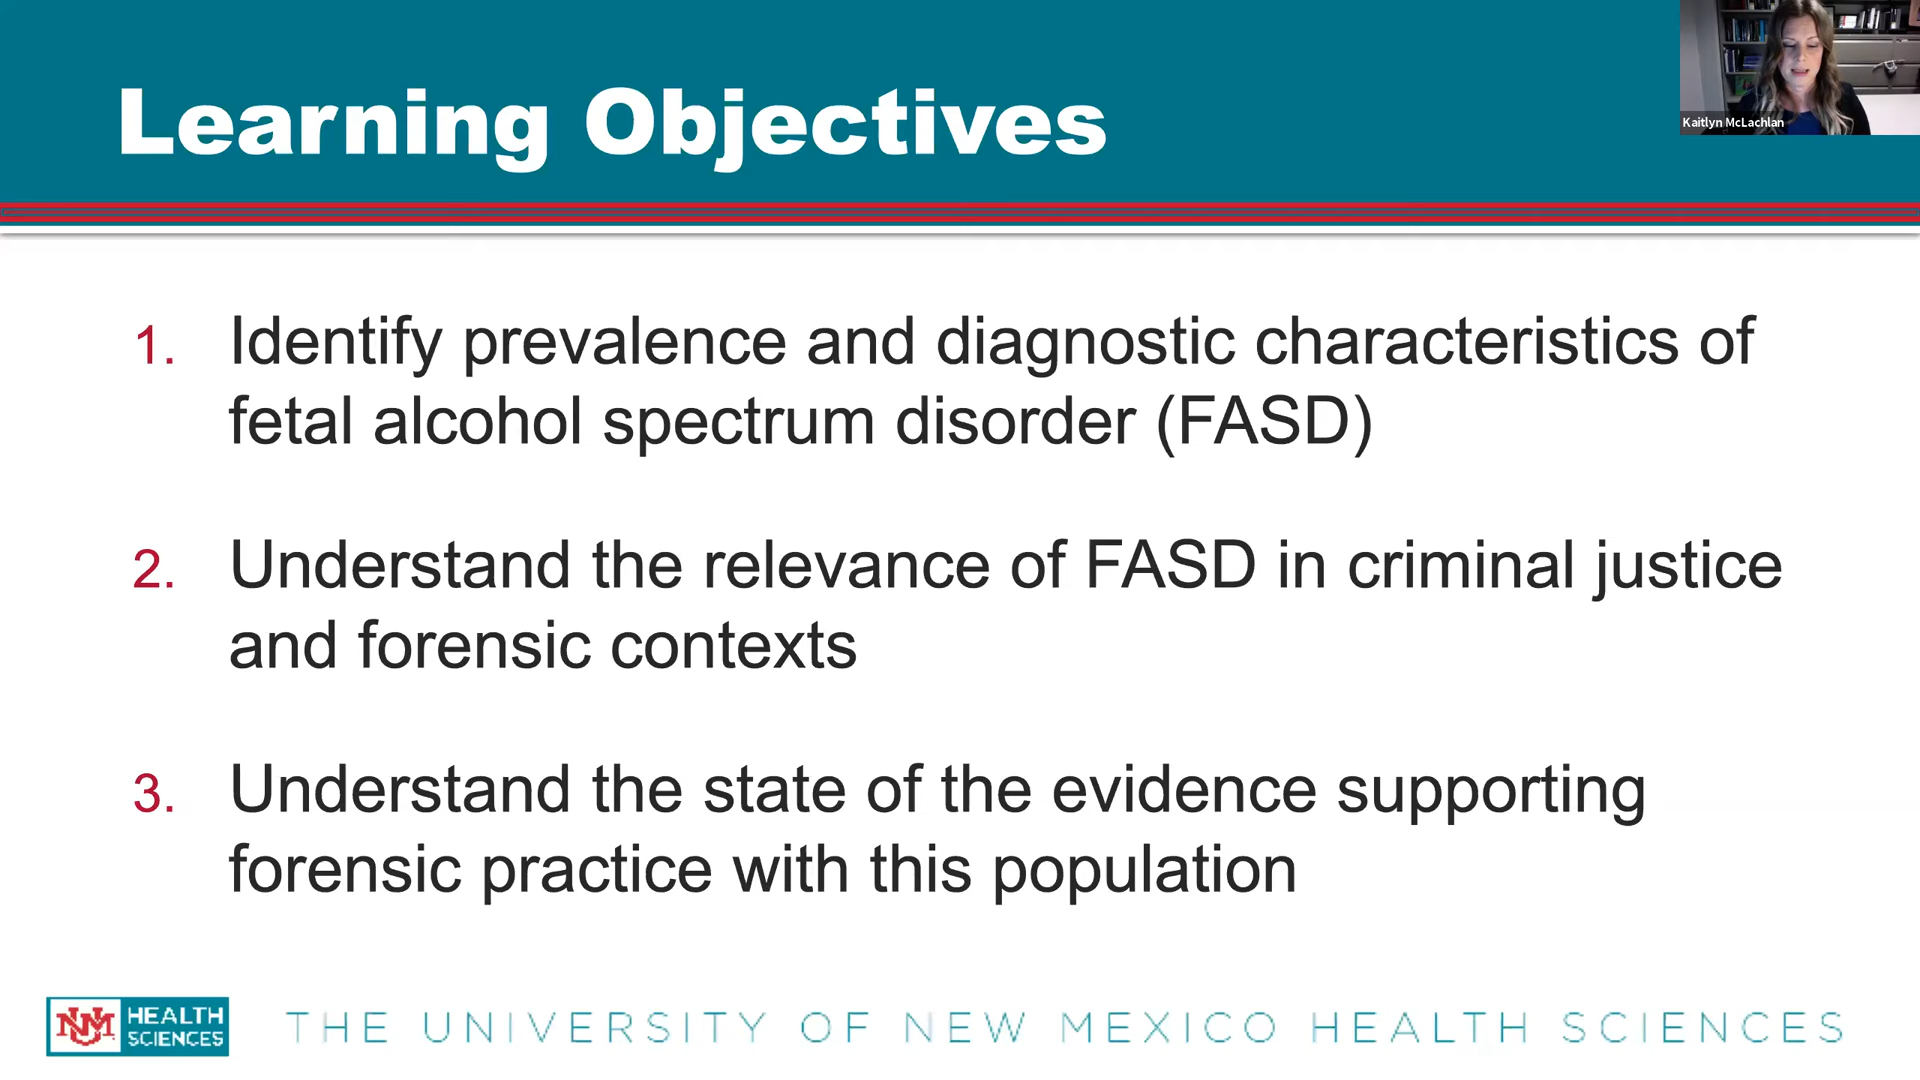 Learning Objectives
Kaitlyn McLachlan
1. Identify prevalence and diagnostic characteristics of
fetal alcohol spectrum disorder (FASD)
2. Understand the relevance of FASD in criminal justice
and forensic contexts
3. Understand the state of the evidence supporting
forensic practice with this population
UNM HEALTH
SCIENCES
THE UNIVERSITY OF NEW MEXICO HEALTH SCIENCES